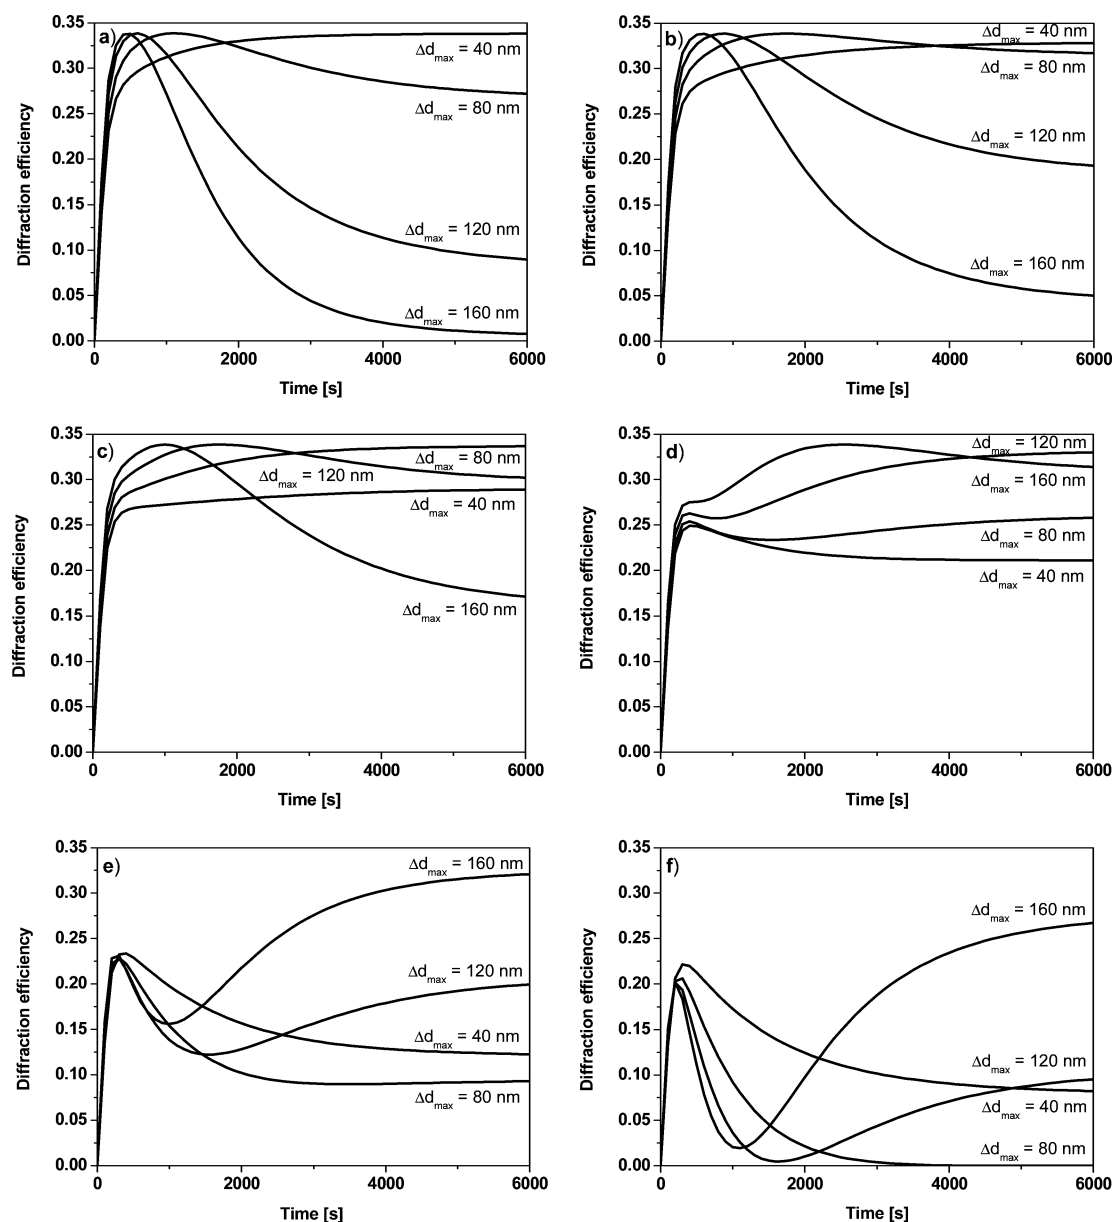 a)
0.35
0.30
0.25
0.20
0.15
0.10
0.05
0.00
Diffraction efficiency
Δd_max = 40 nm
Δd_max = 80 nm
Δd_max = 120 nm
Δd_max = 160 nm
0 2000 4000 6000
Time [s]
b)
0.35
0.30
0.25
0.20
0.15
0.10
0.05
0.00
Diffraction efficiency
Δd_max = 40 nm
Δd_max = 80 nm
Δd_max = 120 nm
Δd_max = 160 nm
0 2000 4000 6000
Time [s]
c)
0.35
0.30
0.25
0.20
0.15
0.10
0.05
0.00
Diffraction efficiency
Δd_max = 80 nm
Δd_max = 120 nm
Δd_max = 40 nm
Δd_max = 160 nm
0 2000 4000 6000
Time [s]
d)
0.35
0.30
0.25
0.20
0.15
0.10
0.05
0.00
Diffraction efficiency
Δd_max = 120 nm
Δd_max = 160 nm
Δd_max = 80 nm
Δd_max = 40 nm
0 2000 4000 6000
Time [s]
e)
0.35
0.30
0.25
0.20
0.15
0.10
0.05
0.00
Diffraction efficiency
Δd_max = 160 nm
Δd_max = 120 nm
Δd_max = 40 nm
Δd_max = 80 nm
0 2000 4000 6000
Time [s]
f)
0.35
0.30
0.25
0.20
0.15
0.10
0.05
0.00
Diffraction efficiency
Δd_max = 160 nm
Δd_max = 120 nm
Δd_max = 40 nm
Δd_max = 80 nm
0 2000 4000 6000
Time [s]